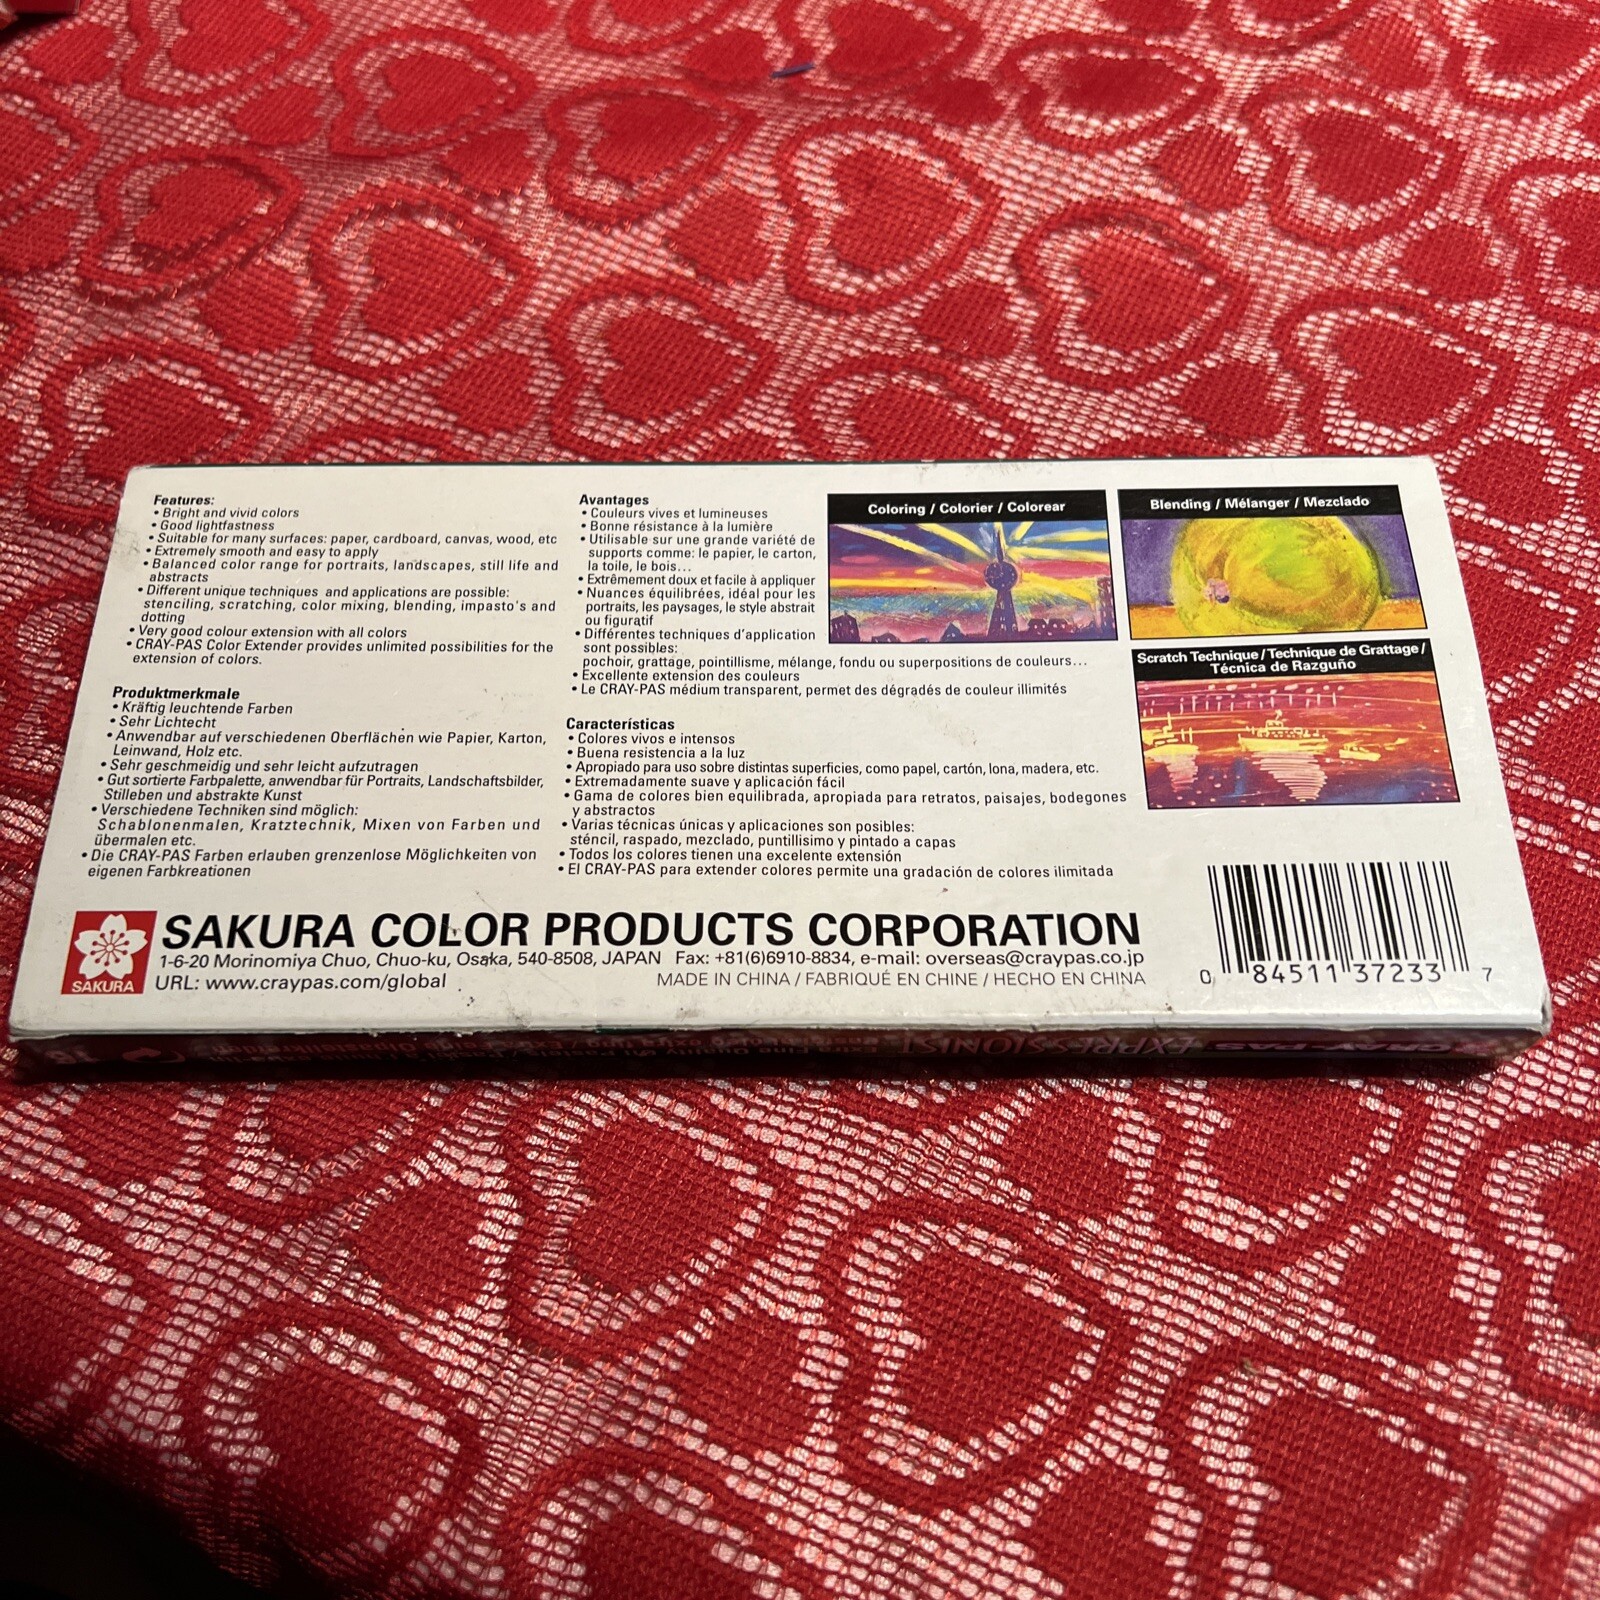 Features:
• Bright and vivid colors
• Good lightfastness
• Suitable for many surfaces: paper, cardboard, canvas, wood, etc
• Extremely smooth and easy to apply
• Balanced color range for portraits, landscapes, still life and
abstracts
• Different unique techniques and applications are possible:
stenciling, scratching, color mixing, blending, impasto's and
dotting
• Very good colour extension with all colors
• CRAY-PAS Color Extender provides unlimited possibilities for the
extension of colors.
Produktmerkmale
• Kräftig leuchtende Farben
• Sehr Lichtecht
• Anwendbar auf verschiedenen Oberflächen wie Papier, Karton,
Leinwand, Holz etc.
• Sehr geschmeidig und sehr leicht aufzutragen
• Gut sortierte Farbpalette, anwendbar für Portraits, Landschaftsbilder,
Stilleben und abstrakte Kunst
• Verschiedene Techniken sind möglich:
Schablonenmalen, Kratztechnik, Mixen von Farben und
übermalen etc.
• Die CRAY-PAS Farben erlauben grenzenlose Möglichkeiten von
eigenen Farbkreationen
Avantages
• Couleurs vives et lumineuses
• Bonne résistance à la lumière
• Utilisable sur une grande variété de
supports comme: le papier, le carton,
la toile, le bois...
• Extrêmement doux et facile à appliquer
• Nuances équilibrées, idéal pour les
portraits, les paysages, le style abstrait
ou figuratif
• Différentes techniques d'application
sont possibles:
pochoir, grattage, pointillisme, mélange, fondu ou superpositions de couleurs...
• Excellente extension des couleurs
• Le CRAY-PAS médium transparent, permet des dégradés de couleur illimités
Características
• Colores vivos e intensos
• Buena resistencia a la luz
• Apropiado para uso sobre distintas superficies, como papel, cartón, lona, madera, etc.
• Extremadamente suave y aplicación fácil
• Gama de colores bien equilibrada, apropiada para retratos, paisajes, bodegones
y abstractos
• Varias técnicas únicas y aplicaciones son posibles:
sténcil, raspado, mezclado, puntillisimo y pintado a capas
• Todos los colores tienen una excelente extensión
• El CRAY-PAS para extender colores permite una gradación de colores ilimitada
Coloring / Colorier / Colorear
Blending / Mélanger / Mezclado
Scratch Technique / Technique de Grattage /
Técnica de Razguño
SAKURA
SAKURA COLOR PRODUCTS CORPORATION
1-6-20 Morinomiya Chuo, Chuo-ku, Osaka, 540-8508, JAPAN Fax: +81(6)6910-8834, e-mail: overseas@craypas.co.jp
URL: www.craypas.com/global
MADE IN CHINA / FABRIQUÉ EN CHINE / HECHO EN CHINA
0 84511 37233 7
CRAY-PAS EXPRESSIONIST